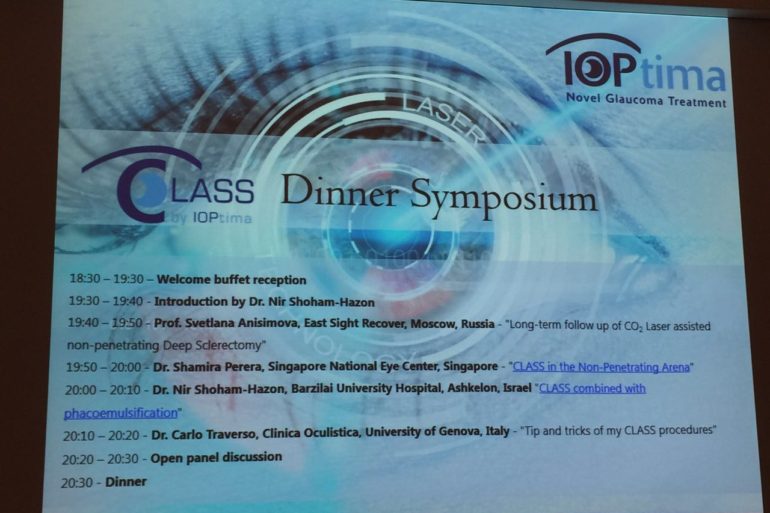 IOPtima
Novel Glaucoma Treatment
LASER
CLASS
by IOPtima
Dinner Symposium
18:30 – 19:30 – Welcome buffet reception
19:30 – 19:40 - Introduction by Dr. Nir Shoham-Hazon
19:40 – 19:50 - Prof. Svetlana Anisimova, East Sight Recover, Moscow, Russia - "Long-term follow up of CO₂ Laser assisted
non-penetrating Deep Sclerectomy"
19:50 – 20:00 - Dr. Shamira Perera, Singapore National Eye Center, Singapore - "CLASS in the Non-Penetrating Arena"
20:00 – 20:10 - Dr. Nir Shoham-Hazon, Barzilai University Hospital, Ashkelon, Israel "CLASS combined with
phacoemulsification"
20:10 – 20:20 - Dr. Carlo Traverso, Clinica Oculistica, University of Genova, Italy - "Tip and tricks of my CLASS procedures"
20:20 – 20:30 - Open panel discussion
20:30 - Dinner